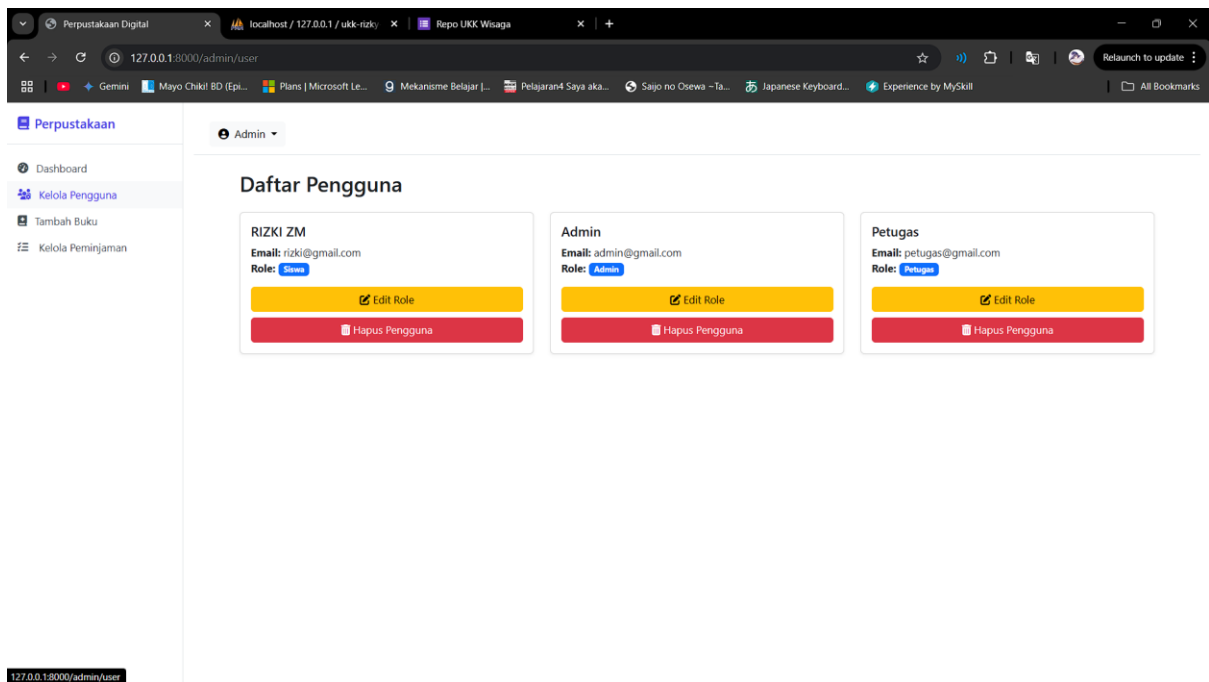 Perpustakaan Digital
localhost / 127.0.0.1 / ukk-rizky
Repo UKK Wisaga
127.0.0.1:8000/admin/user
Relaunch to update
Gemini
Mayo Chiki! BD (Epi...
Plans | Microsoft Le...
Mekanisme Belajar |...
Pelajaran4 Saya aka...
Saijo no Osewa ~Ta...
Japanese Keyboard...
Experience by MySkill
All Bookmarks
Perpustakaan
Admin
Dashboard
Kelola Pengguna
Tambah Buku
Kelola Peminjaman
Daftar Pengguna
RIZKI ZM
Email: rizki@gmail.com
Role: Siswa
Edit Role
Hapus Pengguna
Admin
Email: admin@gmail.com
Role: Admin
Edit Role
Hapus Pengguna
Petugas
Email: petugas@gmail.com
Role: Petugas
Edit Role
Hapus Pengguna
127.0.0.1:8000/admin/user